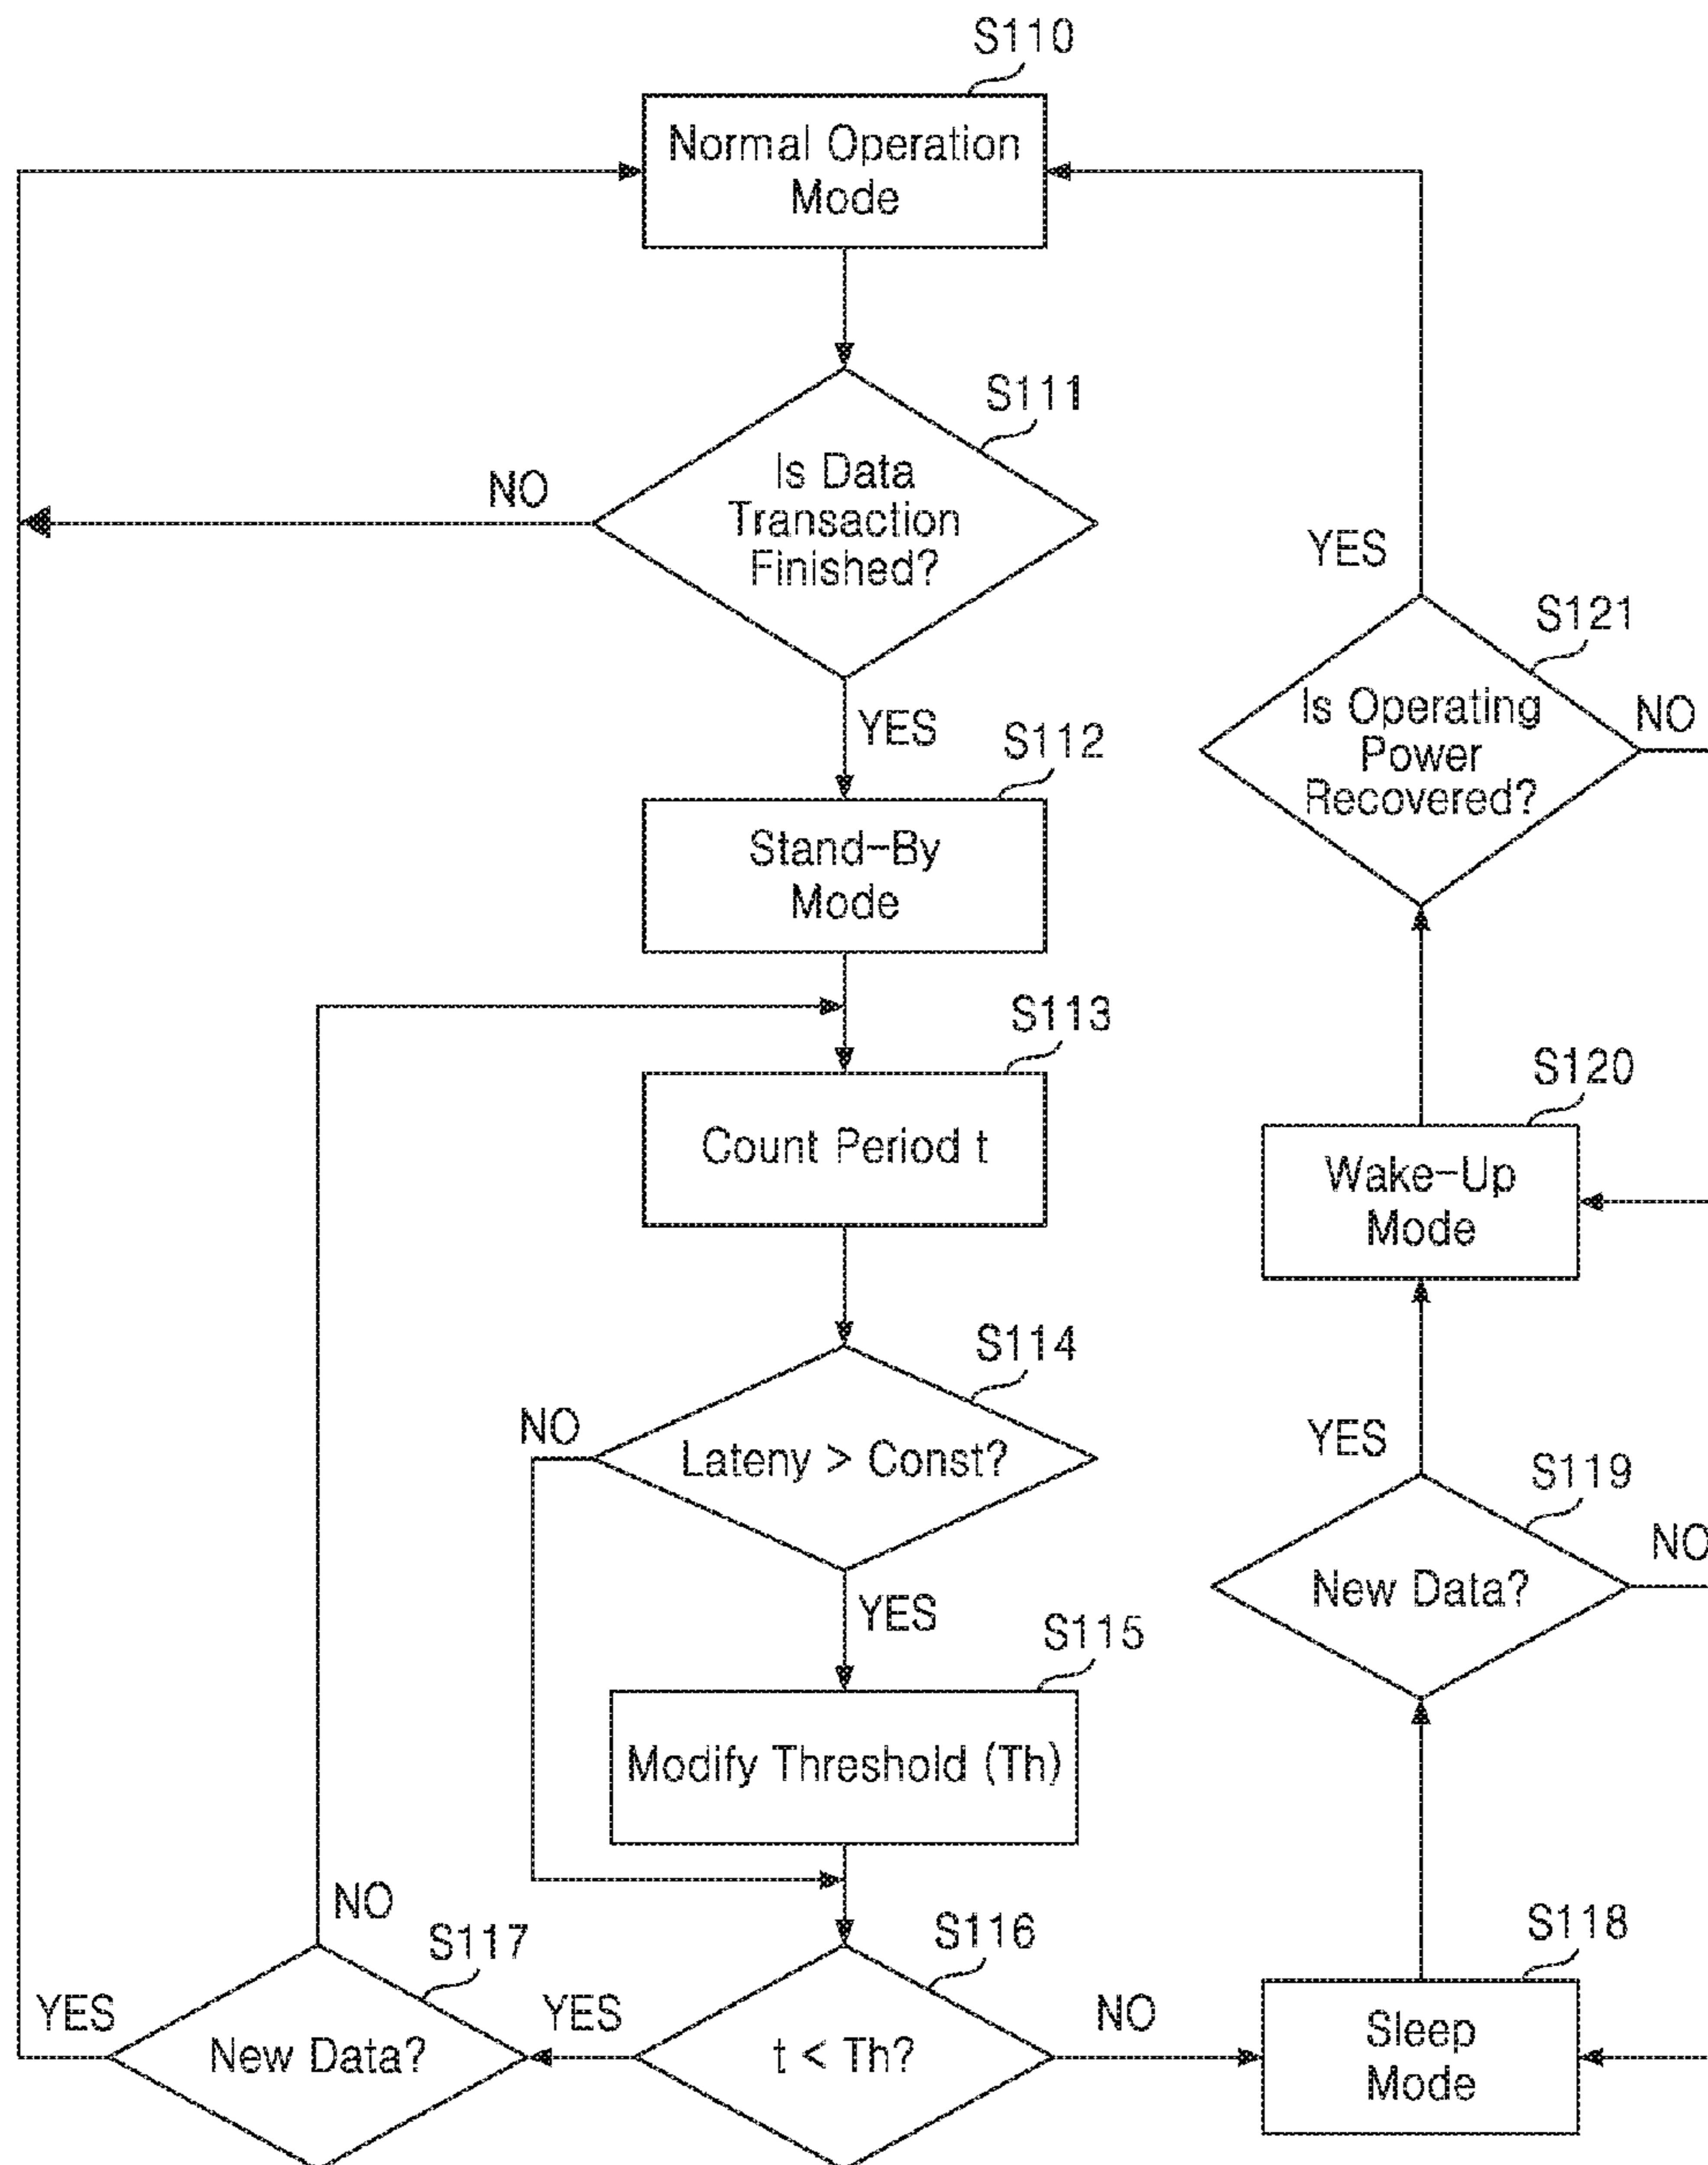 S110
Normal Operation
Mode
S111
Is Data
Transaction
Finished?
NO
YES
S112
Stand-By
Mode
S113
Count Period t
S114
Lateny > Const?
NO
YES
S115
Modify Threshold (Th)
S116
t < Th?
YES
NO
S117
New Data?
NO
YES
S118
Sleep
Mode
S119
New Data?
NO
YES
S120
Wake-Up
Mode
S121
Is Operating
Power
Recovered?
NO
YES